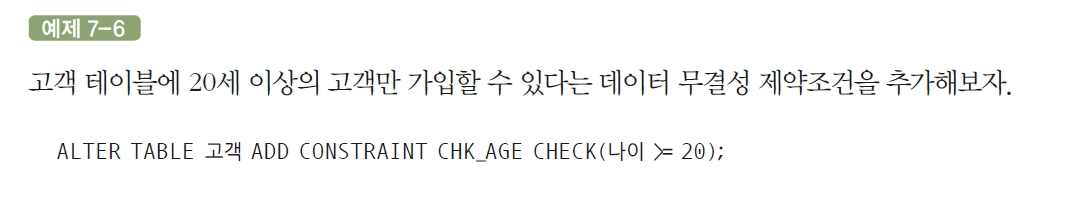 예제 7-6
고객 테이블에 20세 이상의 고객만 가입할 수 있다는 데이터 무결성 제약조건을 추가해보자.
ALTER TABLE 고객 ADD CONSTRAINT CHK_AGE CHECK(나이 >= 20);